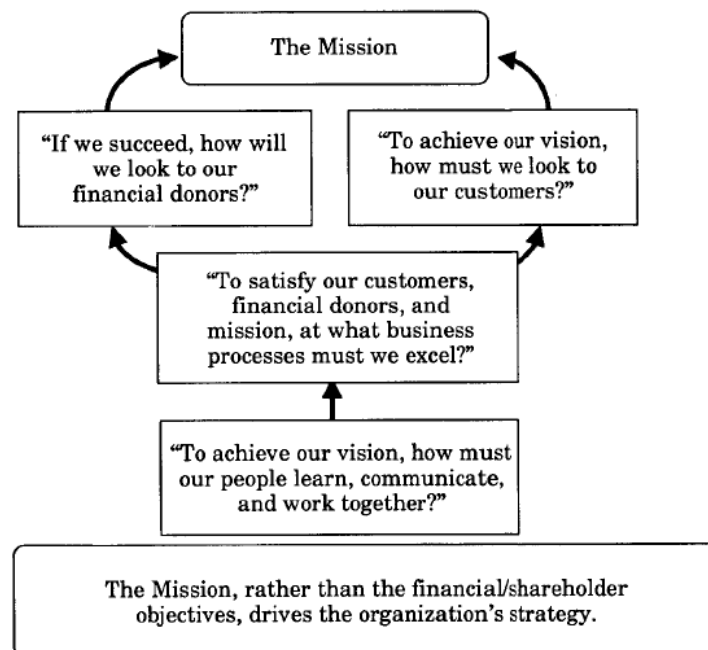 The Mission
“If we succeed, how will
we look to our
financial donors?”
“To achieve our vision,
how must we look to
our customers?”
“To satisfy our customers,
financial donors, and
mission, at what business
processes must we excel?”
“To achieve our vision, how must
our people learn, communicate,
and work together?”
The Mission, rather than the financial/shareholder
objectives, drives the organization’s strategy.